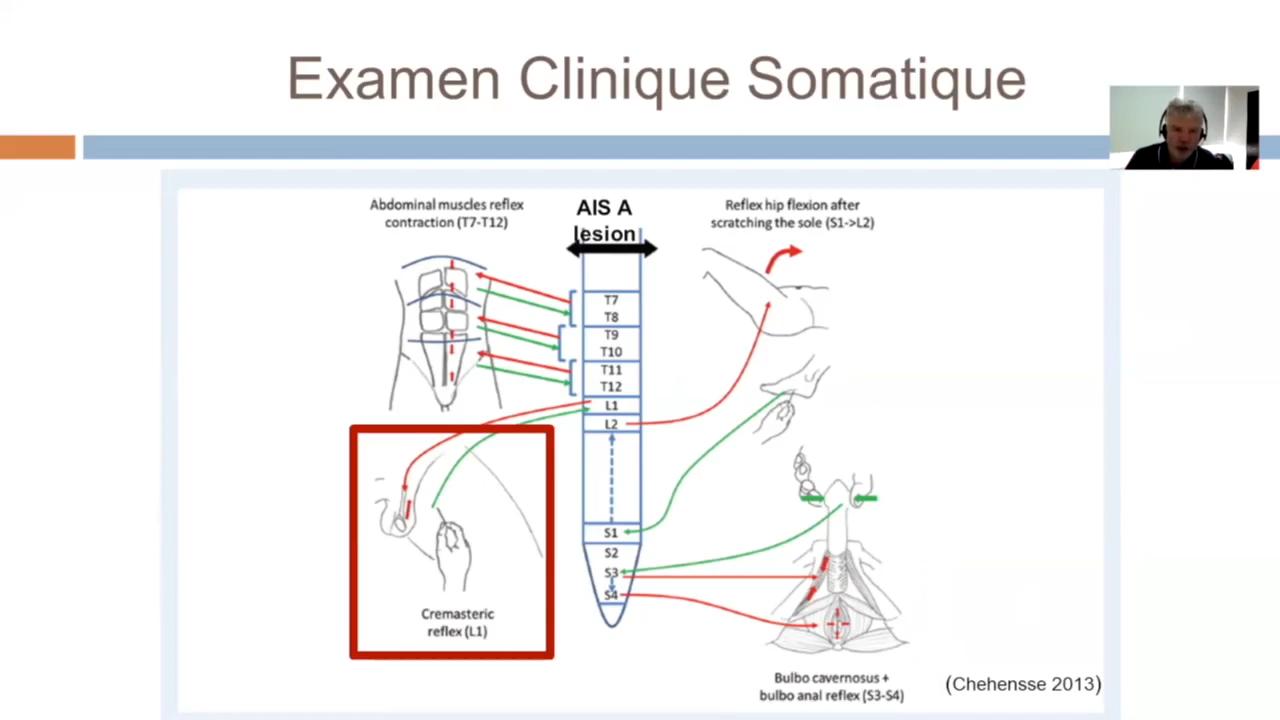 Examen Clinique Somatique
Abdominal muscles reflex
contraction (T7-T12)
AIS A
lesion
Reflex hip flexion after
scratching the sole (S1->L2)
T7
T8
T9
T10
T11
T12
L1
L2
S1
S2
S3
S4
Cremasteric
reflex (L1)
Bulbo cavernosus +
bulbo anal reflex (S3-S4)
(Chehensse 2013)